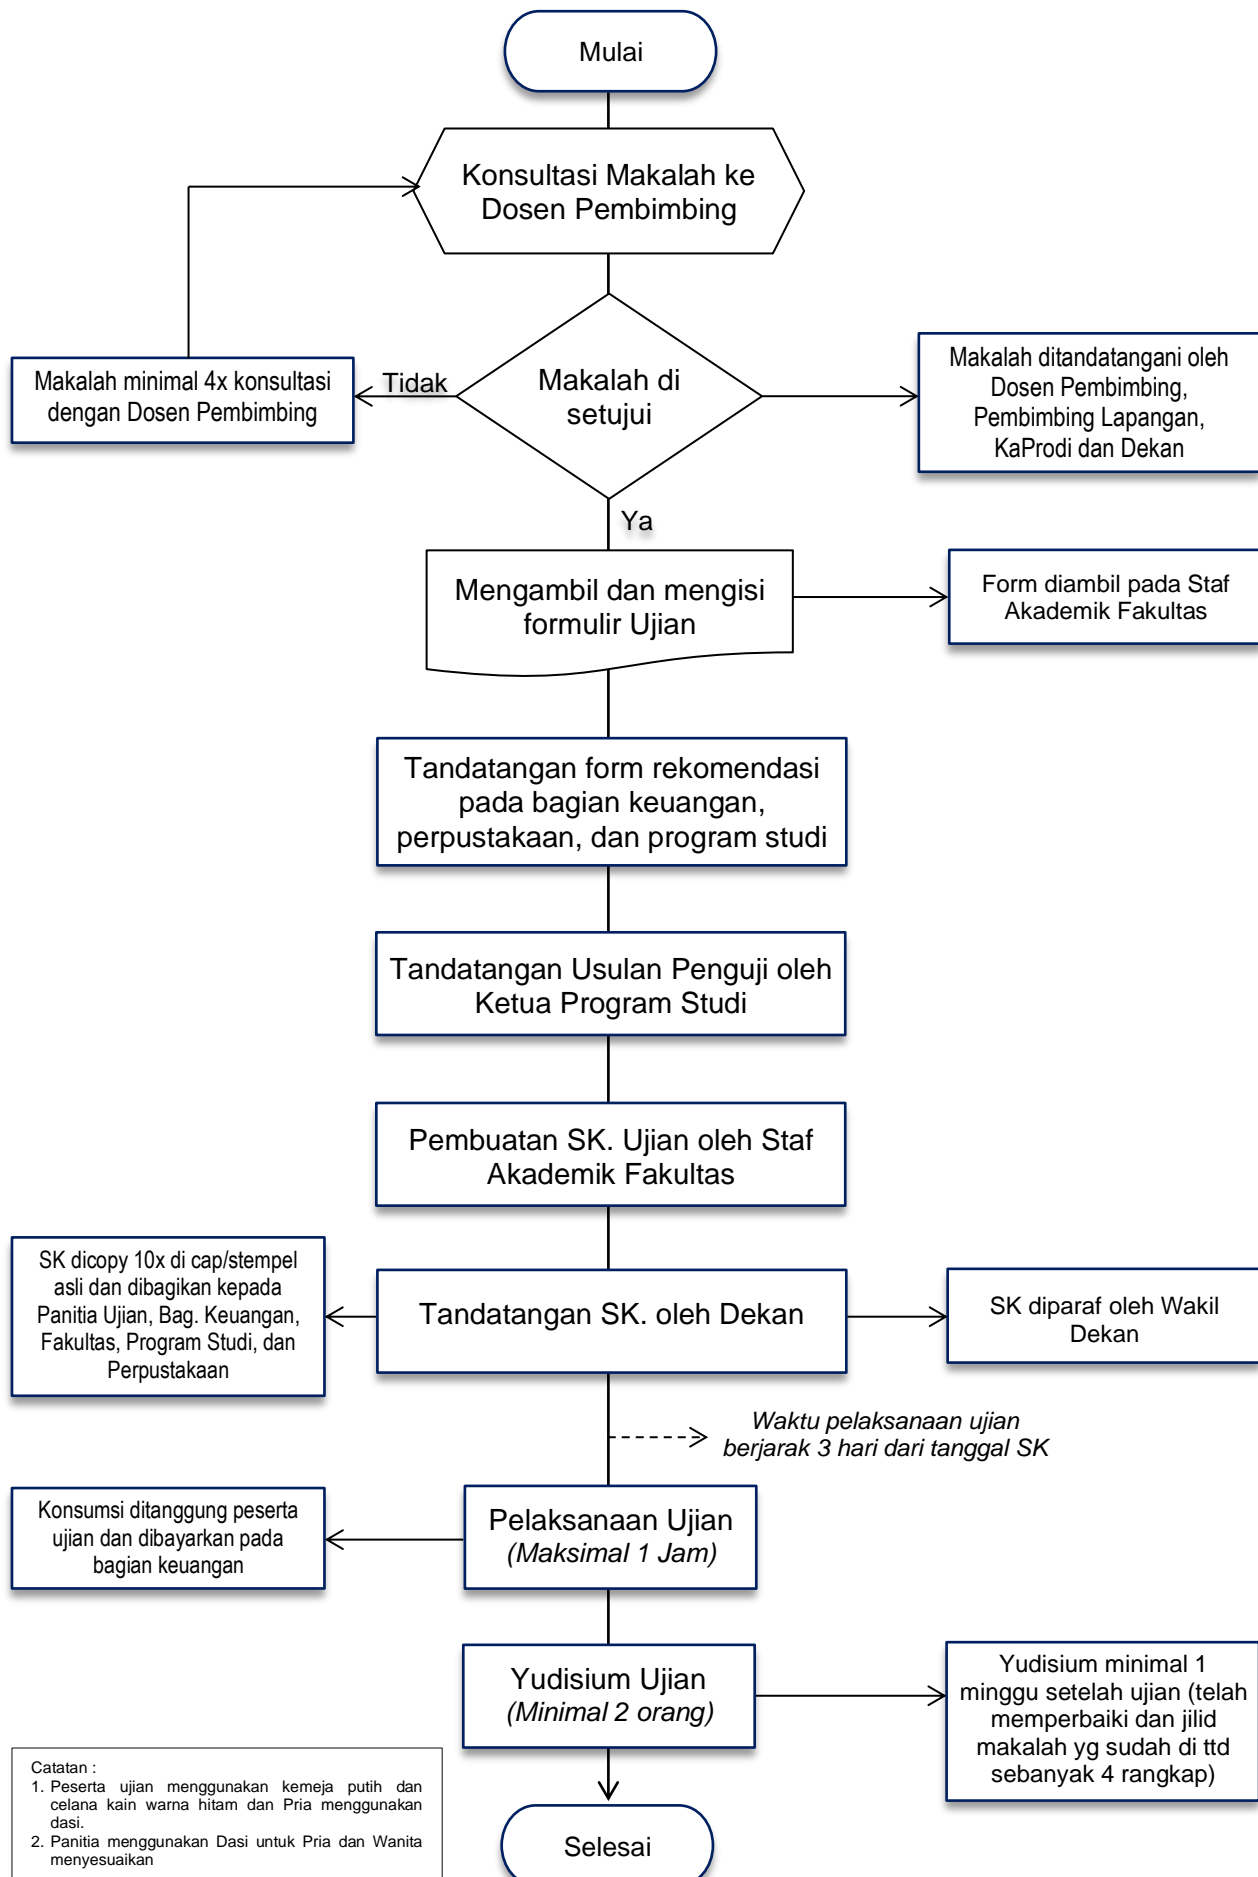 Mulai
Konsultasi Makalah ke
Dosen Pembimbing
Makalah di
setujui
Tidak
Makalah minimal 4x konsultasi
dengan Dosen Pembimbing
Makalah ditandatangani oleh
Dosen Pembimbing,
Pembimbing Lapangan,
KaProdi dan Dekan
Ya
Mengambil dan mengisi
formulir Ujian
Form diambil pada Staf
Akademik Fakultas
Tandatangan form rekomendasi
pada bagian keuangan,
perpustakaan, dan program studi
Tandatangan Usulan Penguji oleh
Ketua Program Studi
Pembuatan SK. Ujian oleh Staf
Akademik Fakultas
SK dicopy 10x di cap/stempel
asli dan dibagikan kepada
Panitia Ujian, Bag. Keuangan,
Fakultas, Program Studi, dan
Perpustakaan
Tandatangan SK. oleh Dekan
SK diparaf oleh Wakil
Dekan
Waktu pelaksanaan ujian
berjarak 3 hari dari tanggal SK
Konsumsi ditanggung peserta
ujian dan dibayarkan pada
bagian keuangan
Pelaksanaan Ujian
(Maksimal 1 Jam)
Yudisium Ujian
(Minimal 2 orang)
Yudisium minimal 1
minggu setelah ujian (telah
memperbaiki dan jilid
makalah yg sudah di ttd
sebanyak 4 rangkap)
Catatan :
1. Peserta ujian menggunakan kemeja putih dan
celana kain warna hitam dan Pria menggunakan
dasi.
2. Panitia menggunakan Dasi untuk Pria dan Wanita
menyesuaikan
Selesai